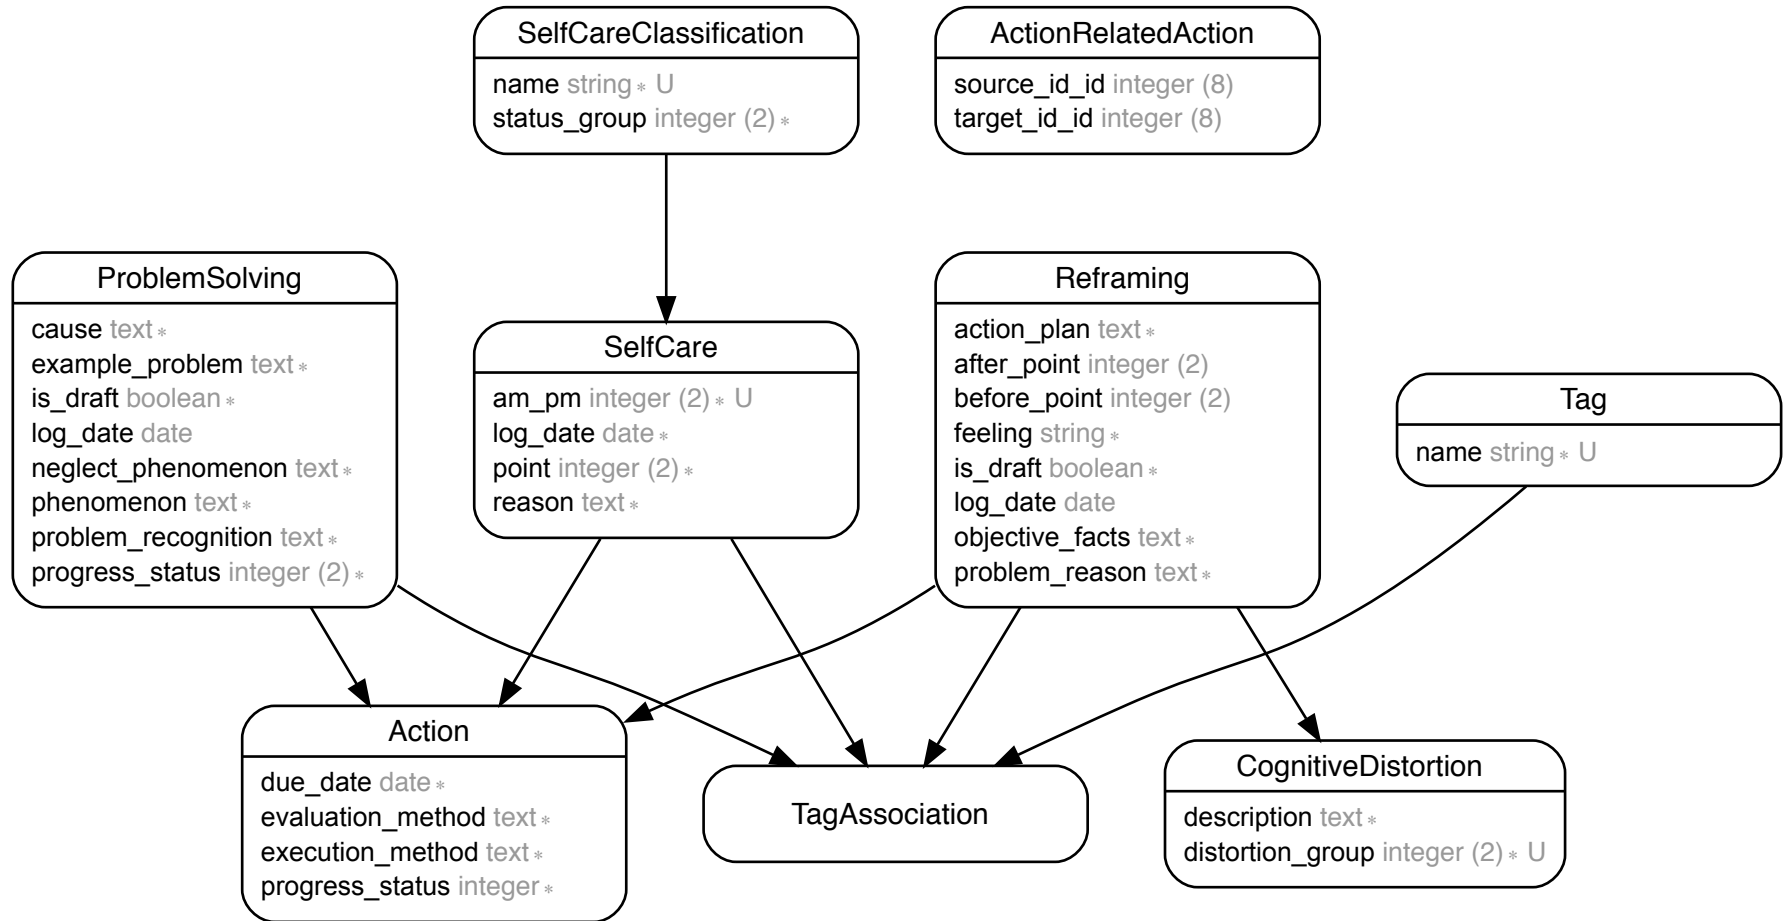 SelfCareClassification
name string * U
status_group integer (2) *
ActionRelatedAction
source_id_id integer (8)
target_id_id integer (8)
ProblemSolving
cause text *
example_problem text *
is_draft boolean *
log_date date
neglect_phenomenon text *
phenomenon text *
problem_recognition text *
progress_status integer (2) *
SelfCare
am_pm integer (2) * U
log_date date *
point integer (2) *
reason text *
Reframing
action_plan text *
after_point integer (2)
before_point integer (2)
feeling string *
is_draft boolean *
log_date date
objective_facts text *
problem_reason text *
Tag
name string * U
Action
due_date date *
evaluation_method text *
execution_method text *
progress_status integer *
TagAssociation
CognitiveDistortion
description text *
distortion_group integer (2) * U